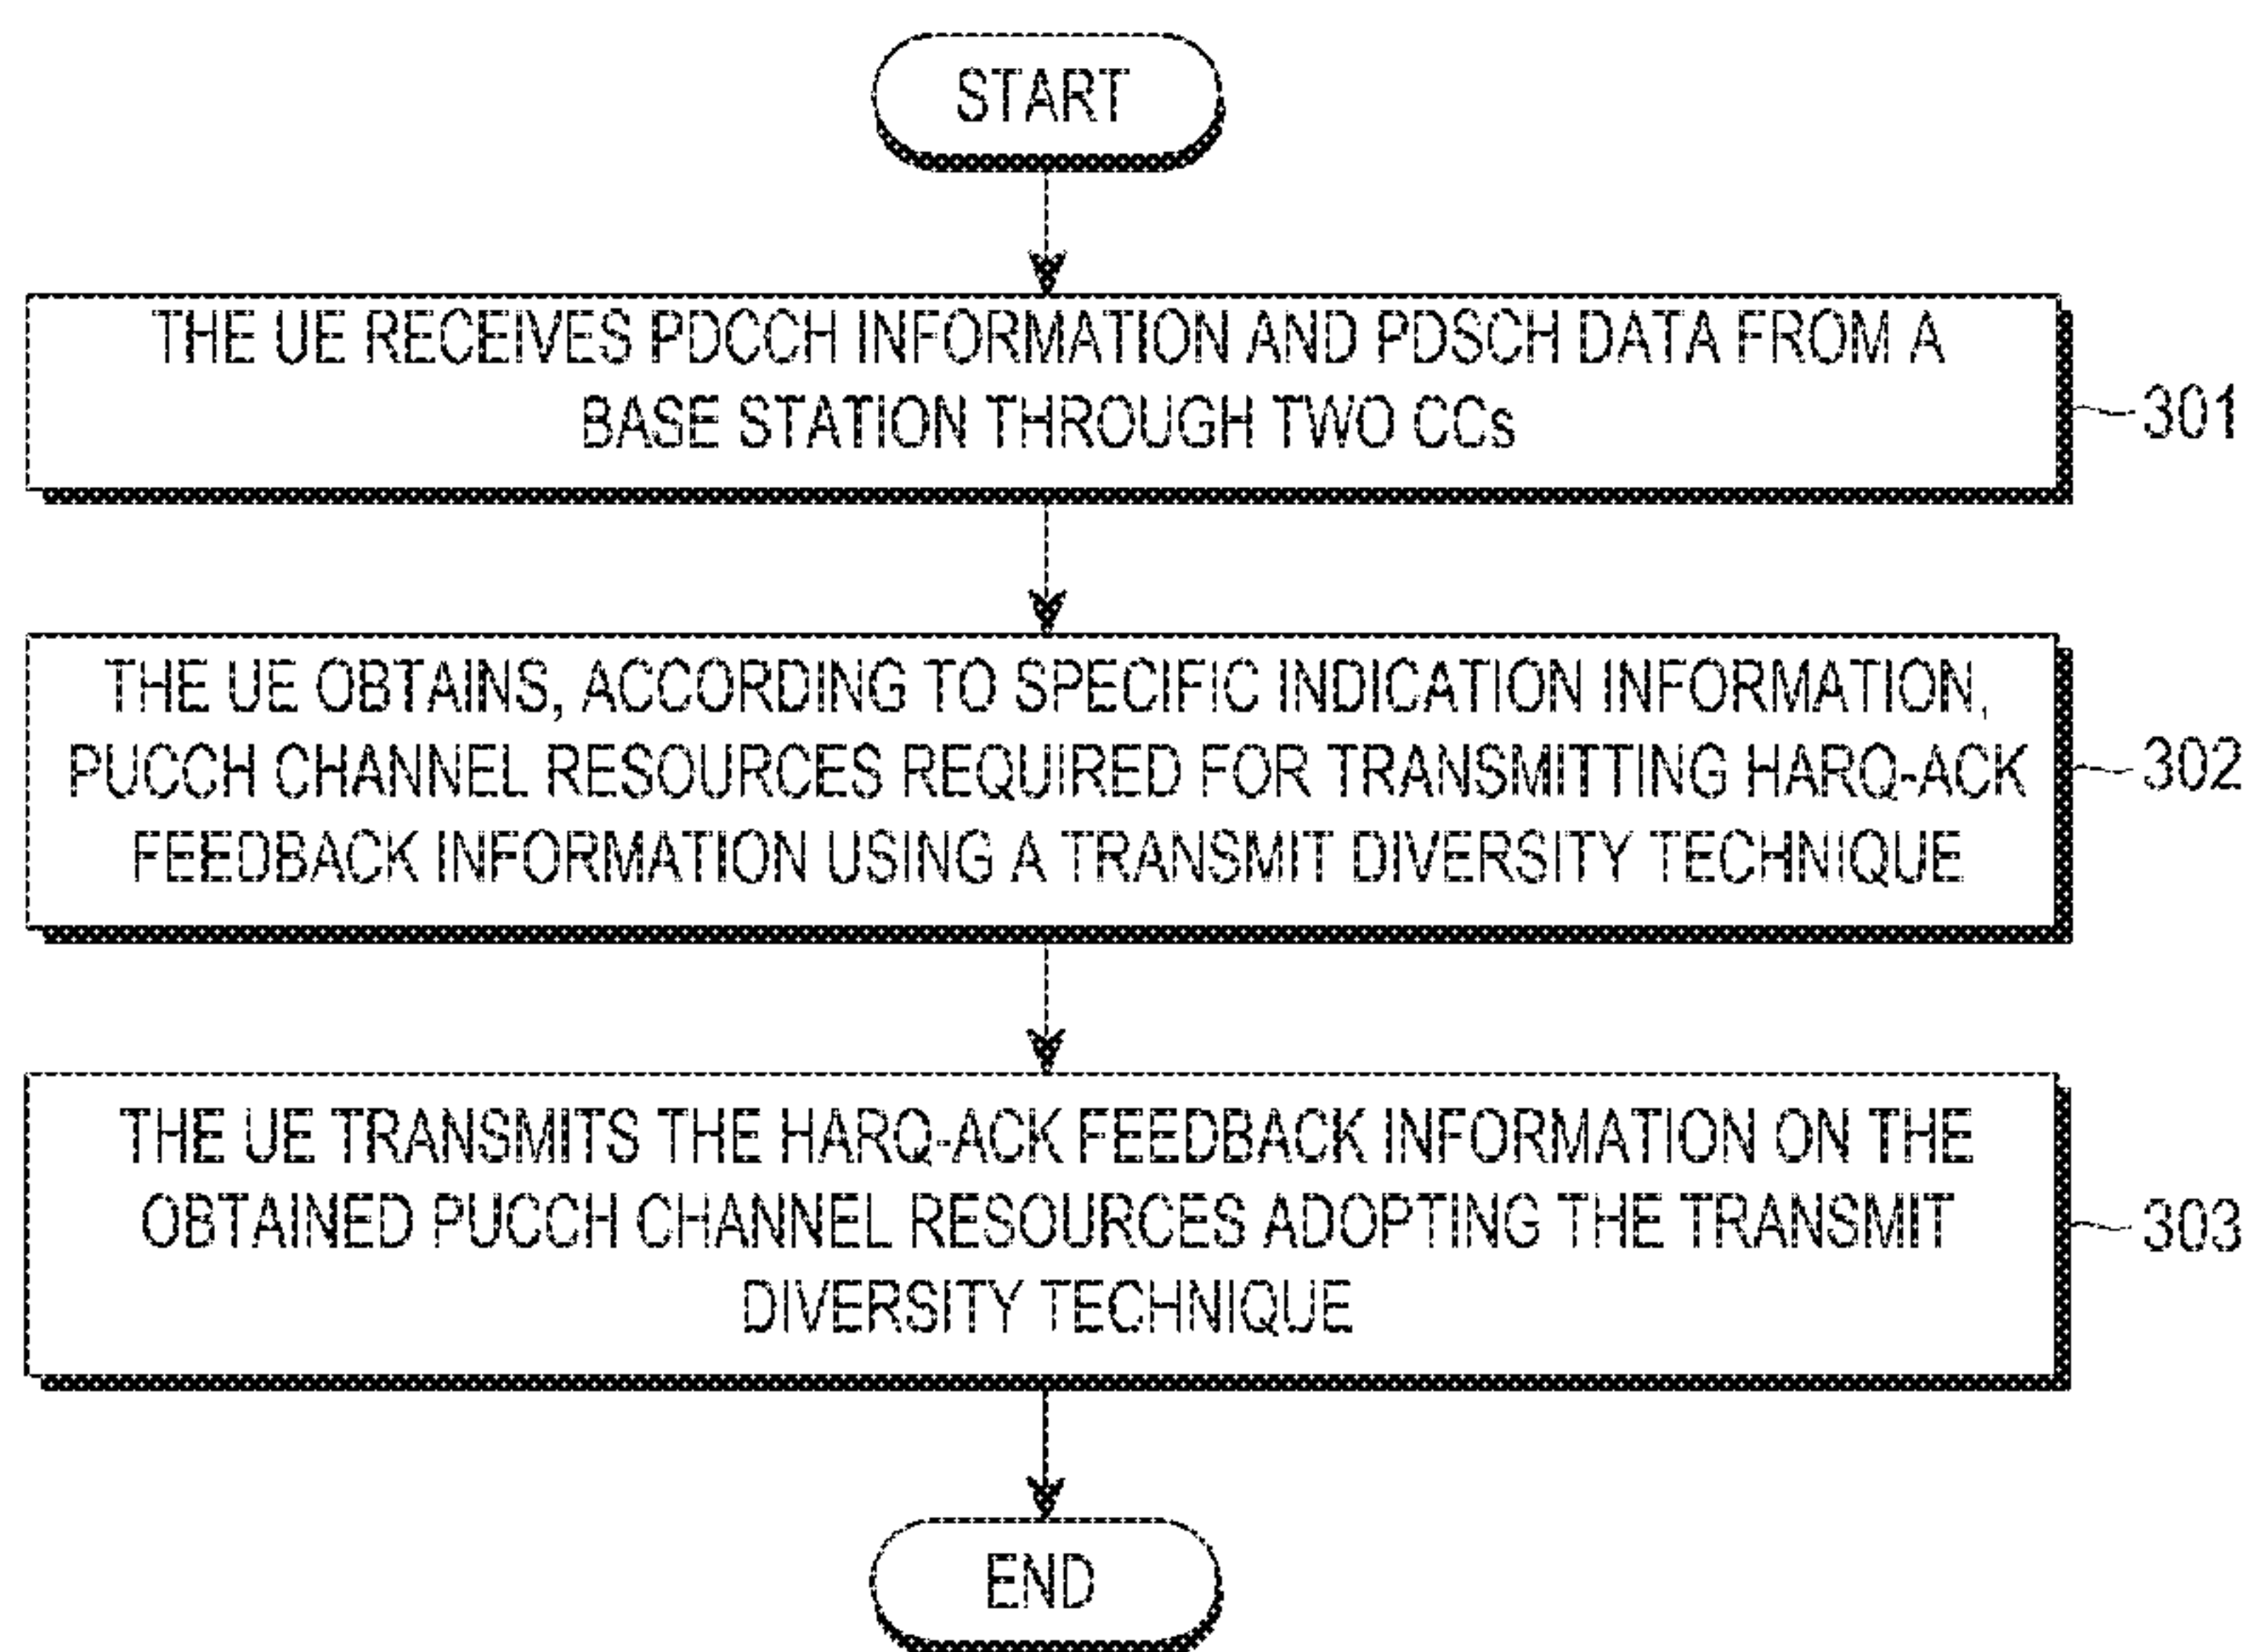 START
THE UE RECEIVES PDCCH INFORMATION AND PDSCH DATA FROM A
BASE STATION THROUGH TWO CCs
301
THE UE OBTAINS, ACCORDING TO SPECIFIC INDICATION INFORMATION,
PUCCH CHANNEL RESOURCES REQUIRED FOR TRANSMITTING HARQ-ACK
FEEDBACK INFORMATION USING A TRANSMIT DIVERSITY TECHNIQUE
302
THE UE TRANSMITS THE HARQ-ACK FEEDBACK INFORMATION ON THE
OBTAINED PUCCH CHANNEL RESOURCES ADOPTING THE TRANSMIT
DIVERSITY TECHNIQUE
303
END